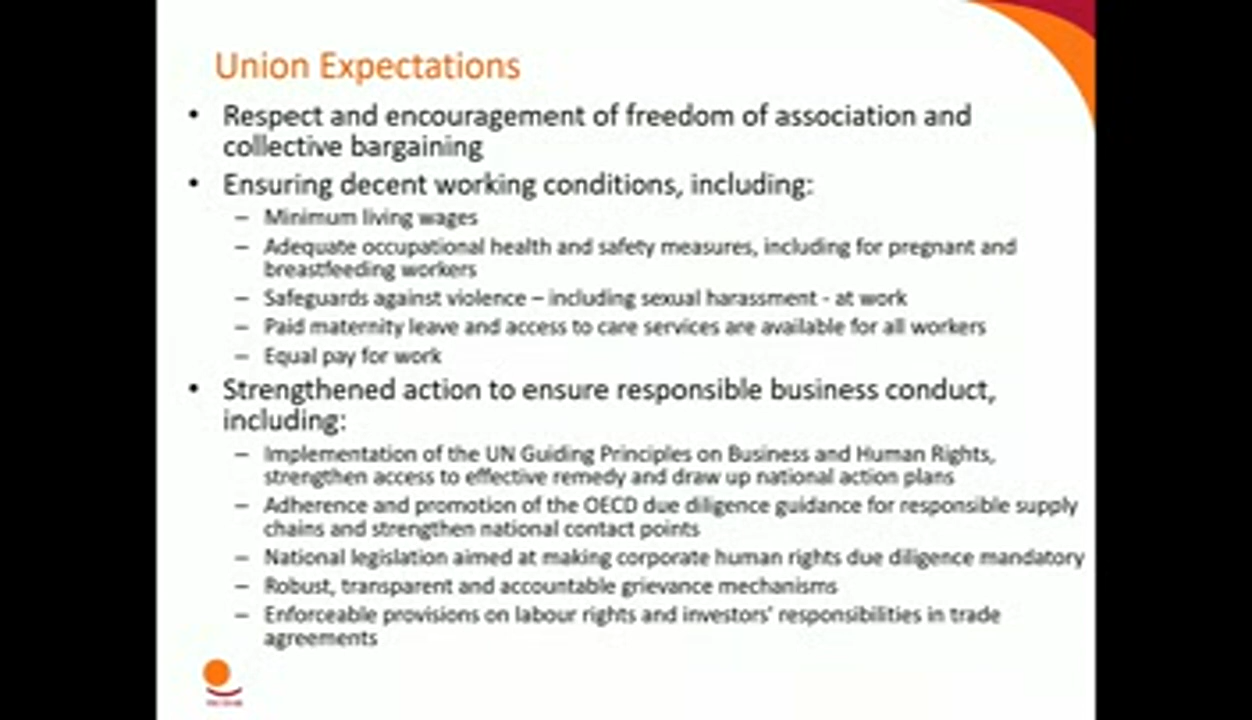 Union Expectations
• Respect and encouragement of freedom of association and
collective bargaining
• Ensuring decent working conditions, including:
– Minimum living wages
– Adequate occupational health and safety measures, including for pregnant and
breastfeeding workers
– Safeguards against violence – including sexual harassment - at work
– Paid maternity leave and access to care services are available for all workers
– Equal pay for work
• Strengthened action to ensure responsible business conduct,
including:
– Implementation of the UN Guiding Principles on Business and Human Rights,
strengthen access to effective remedy and draw up national action plans
– Adherence and promotion of the OECD due diligence guidance for responsible supply
chains and strengthen national contact points
– National legislation aimed at making corporate human rights due diligence mandatory
– Robust, transparent and accountable grievance mechanisms
– Enforceable provisions on labour rights and investors' responsibilities in trade
agreements